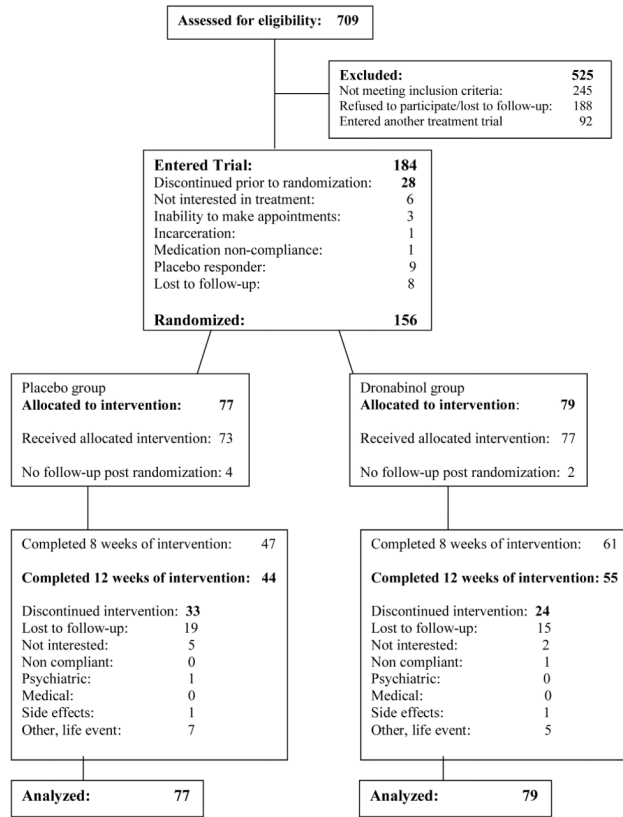 Assessed for eligibility: 709
Excluded: 525
Not meeting inclusion criteria: 245
Refused to participate/lost to follow-up: 188
Entered another treatment trial 92
Entered Trial: 184
Discontinued prior to randomization: 28
Not interested in treatment: 6
Inability to make appointments: 3
Incarceration: 1
Medication non-compliance: 1
Placebo responder: 9
Lost to follow-up: 8
Randomized: 156
Placebo group
Allocated to intervention: 77
Received allocated intervention: 73
No follow-up post randomization: 4
Dronabinol group
Allocated to intervention: 79
Received allocated intervention: 77
No follow-up post randomization: 2
Completed 8 weeks of intervention: 47
Completed 12 weeks of intervention: 44
Discontinued intervention: 33
Lost to follow-up: 19
Not interested: 5
Non compliant: 0
Psychiatric: 1
Medical: 0
Side effects: 1
Other, life event: 7
Completed 8 weeks of intervention: 61
Completed 12 weeks of intervention: 55
Discontinued intervention: 24
Lost to follow-up: 15
Not interested: 2
Non compliant: 1
Psychiatric: 0
Medical: 0
Side effects: 1
Other, life event: 5
Analyzed: 77
Analyzed: 79